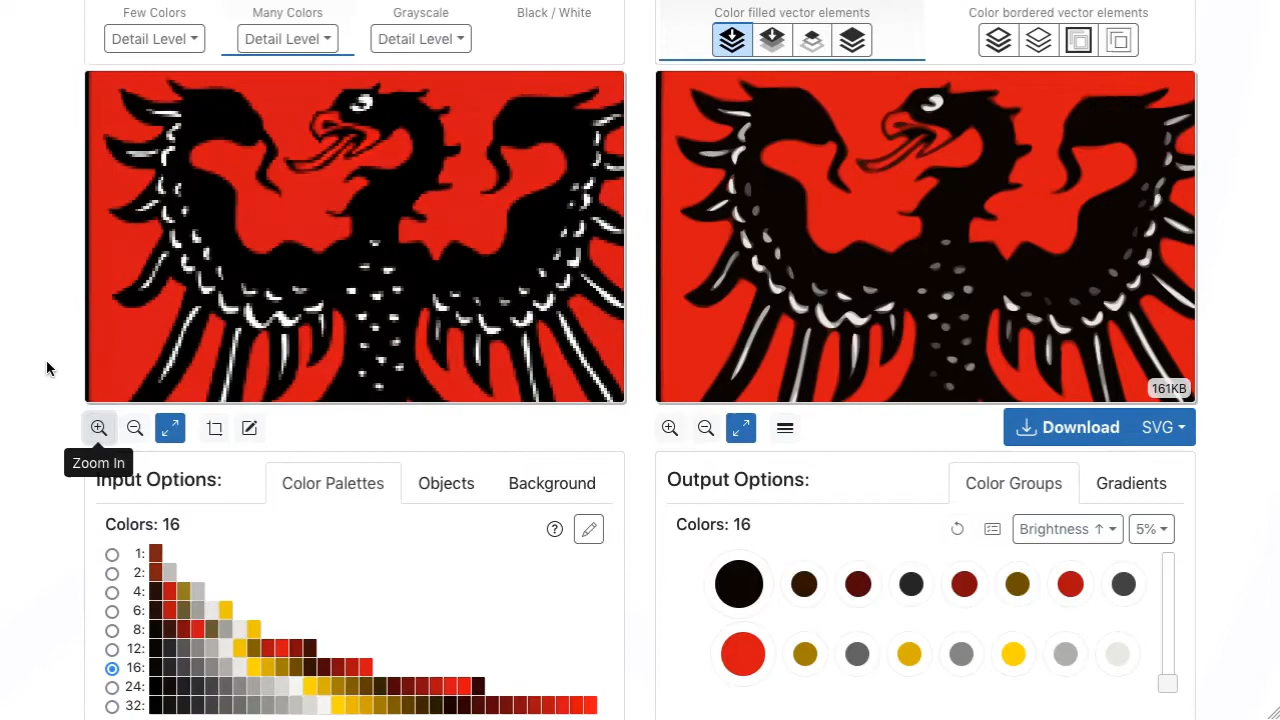 Few Colors
Many Colors
Grayscale
Black / White
Detail Level
Detail Level
Detail Level
Color filled vector elements
Color bordered vector elements
161KB
Download SVG
Zoom In
Input Options:
Color Palettes
Objects
Background
Colors: 16
1:
2:
4:
6:
8:
12:
16:
24:
32:
Output Options:
Color Groups
Gradients
Colors: 16
Brightness ↑
5%